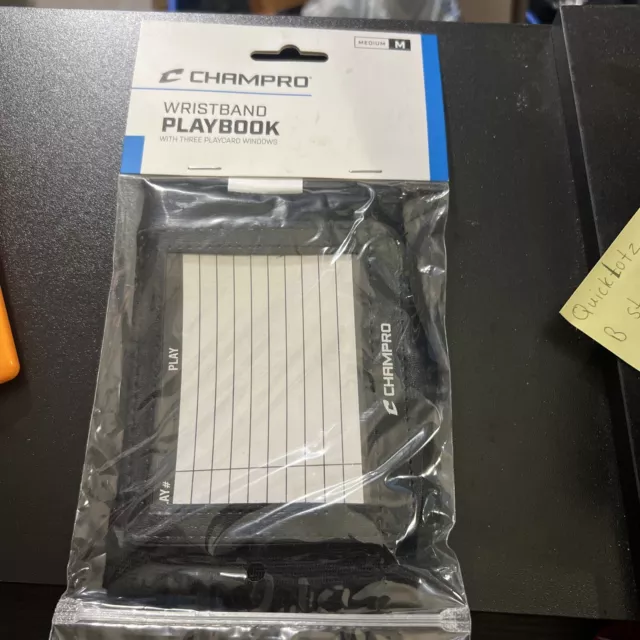 MEDIUM M
CHAMPRO®
WRISTBAND
PLAYBOOK
WITH THREE PLAYCARD WINDOWS
PLAY
AY#
CHAMPRO
B